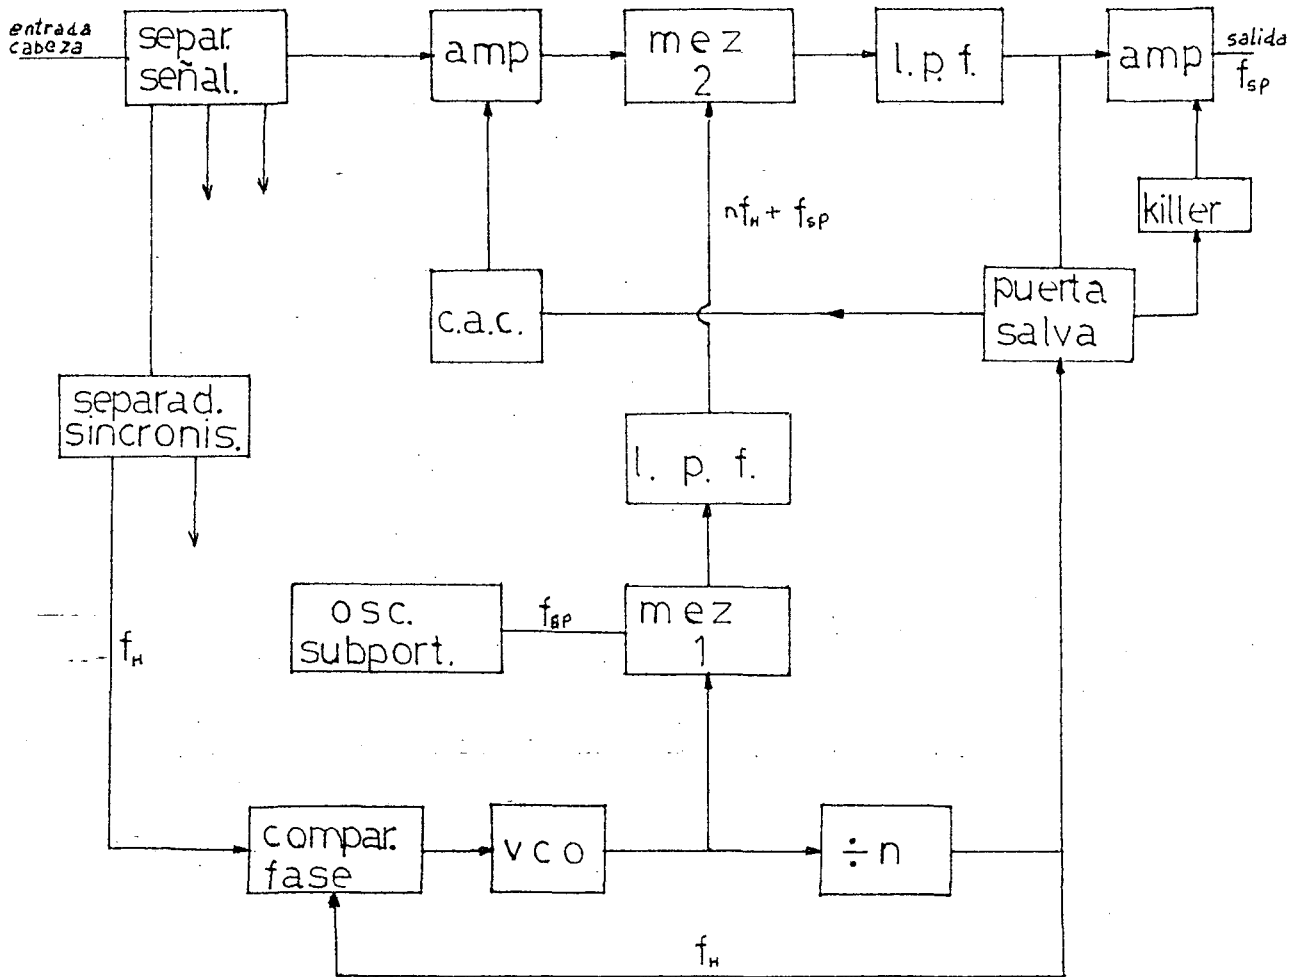 entrada
cabeza
separ.
señal.
amp
mez
2
l.p.f.
amp
salida
fsp
killer
nfH + fsp
puerta
salva
c.a.c.
separad.
sincronis.
l. p. f.
osc.
subport.
fsp
mez
1
fH
compar.
fase
vco
÷n
fH